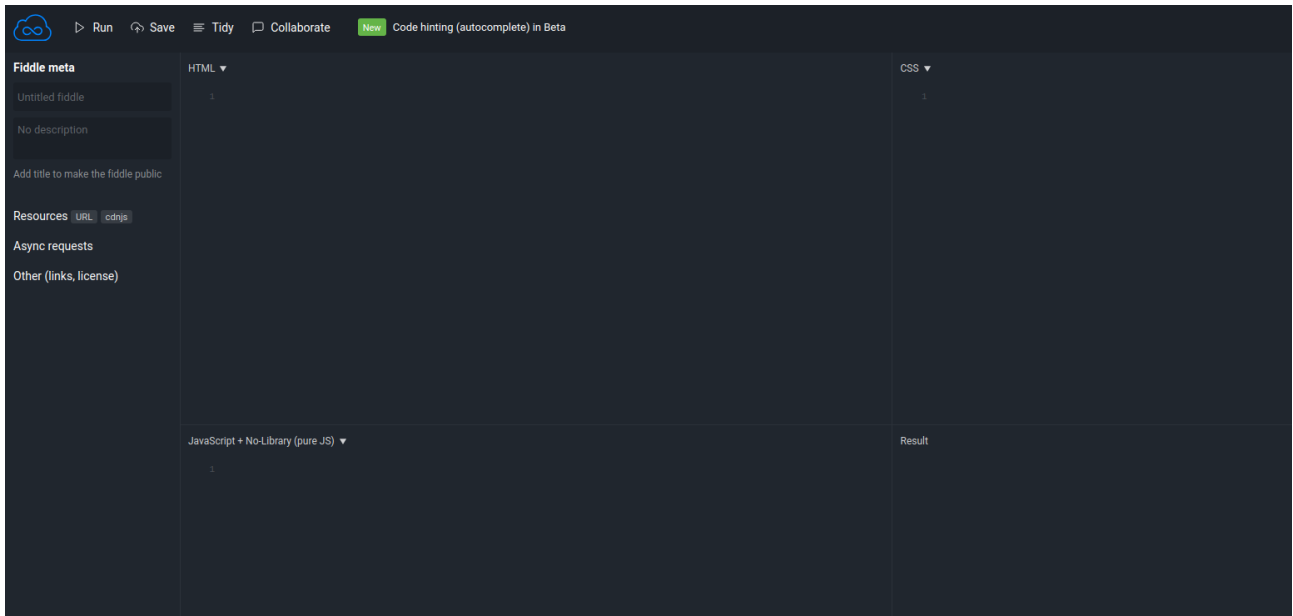 Run Save Tidy Collaborate New Code hinting (autocomplete) in Beta
Fiddle meta
Untitled fiddle
No description
Add title to make the fiddle public
Resources URL cdnjs
Async requests
Other (links, license)
HTML ▼
1
CSS ▼
1
JavaScript + No-Library (pure JS) ▼
1
Result